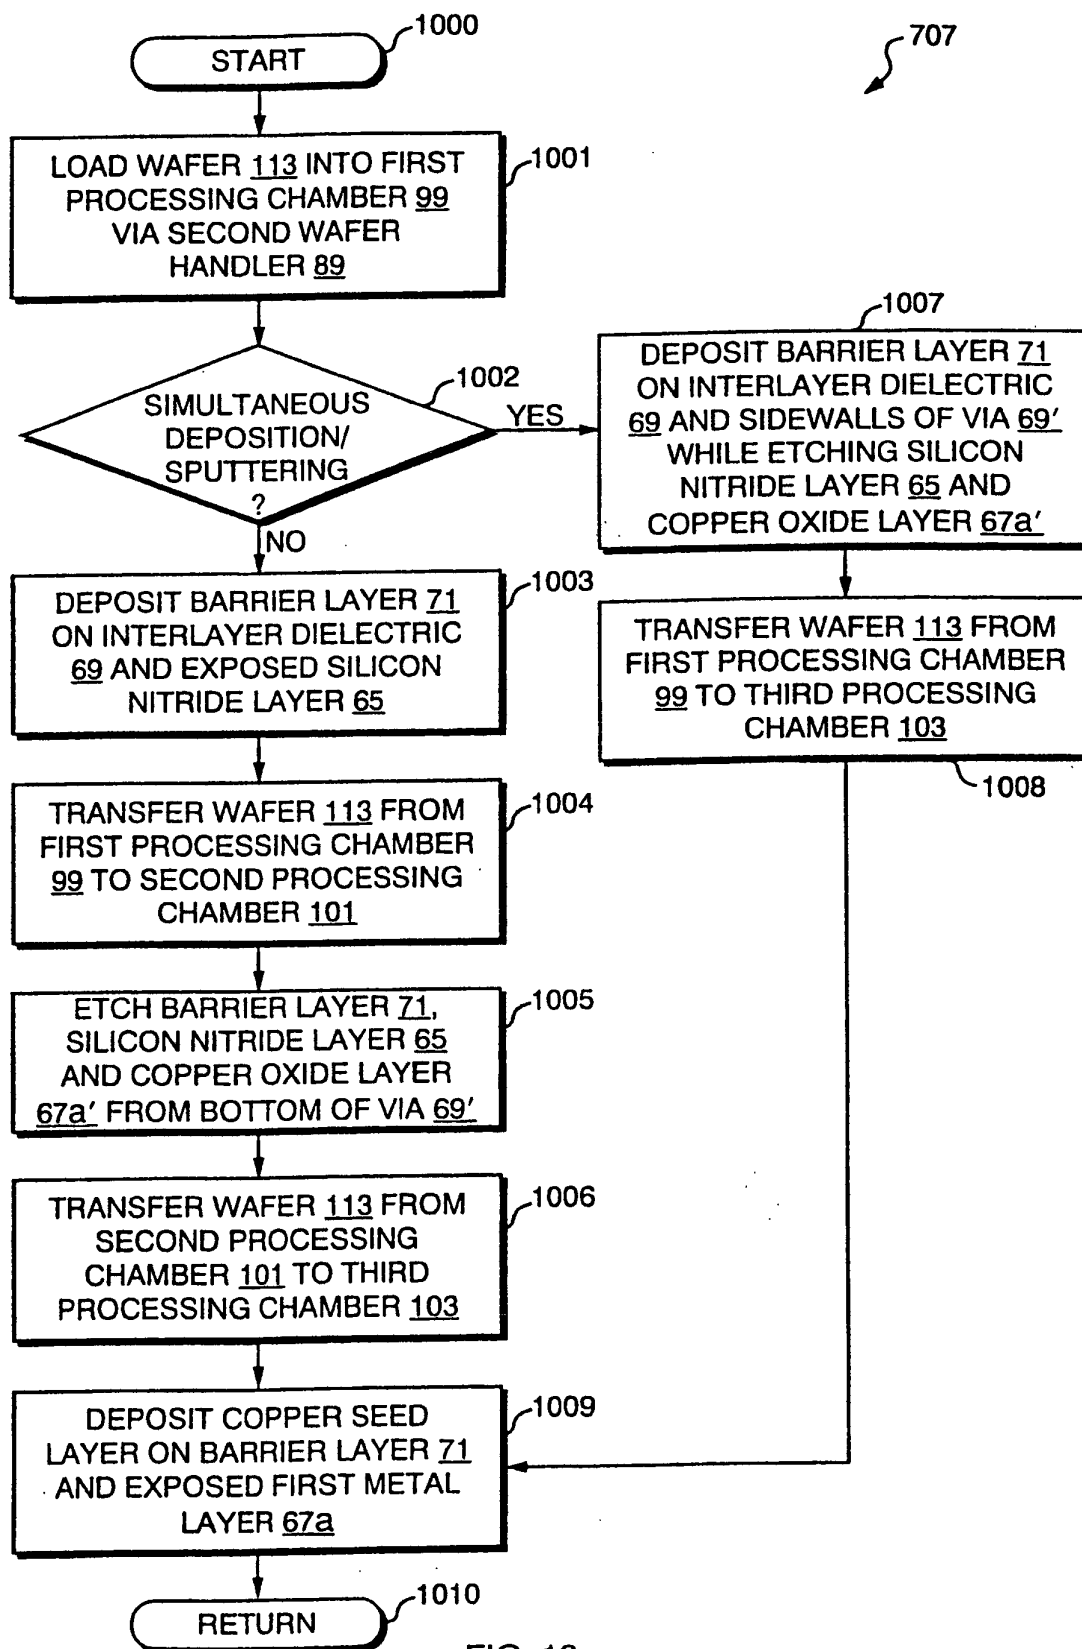 1000
START
707
LOAD WAFER 113 INTO FIRST
PROCESSING CHAMBER 99
VIA SECOND WAFER
HANDLER 89
1001
SIMULTANEOUS
DEPOSITION/
SPUTTERING
?
1002
YES
NO
1007
DEPOSIT BARRIER LAYER 71
ON INTERLAYER DIELECTRIC
69 AND SIDEWALLS OF VIA 69'
WHILE ETCHING SILICON
NITRIDE LAYER 65 AND
COPPER OXIDE LAYER 67a'
1003
DEPOSIT BARRIER LAYER 71
ON INTERLAYER DIELECTRIC
69 AND EXPOSED SILICON
NITRIDE LAYER 65
TRANSFER WAFER 113 FROM
FIRST PROCESSING CHAMBER
99 TO THIRD PROCESSING
CHAMBER 103
1008
1004
TRANSFER WAFER 113 FROM
FIRST PROCESSING CHAMBER
99 TO SECOND PROCESSING
CHAMBER 101
1005
ETCH BARRIER LAYER 71,
SILICON NITRIDE LAYER 65
AND COPPER OXIDE LAYER
67a' FROM BOTTOM OF VIA 69'
1006
TRANSFER WAFER 113 FROM
SECOND PROCESSING
CHAMBER 101 TO THIRD
PROCESSING CHAMBER 103
1009
DEPOSIT COPPER SEED
LAYER ON BARRIER LAYER 71
AND EXPOSED FIRST METAL
LAYER 67a
1010
RETURN